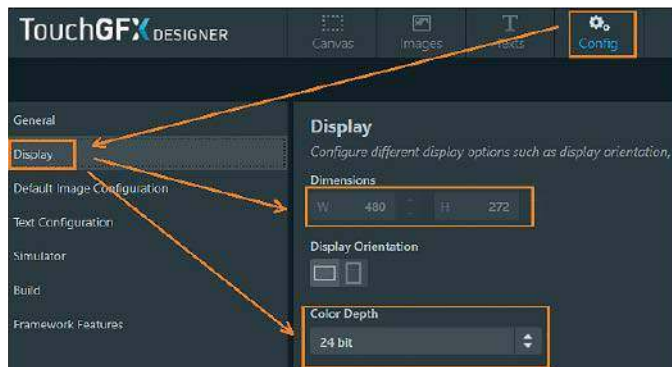 TouchGFX DESIGNER
Canvas Images Texts Config
General
Display
Default Image Configuration
Text Configuration
Simulator
Build
Framework Features
Display
Configure different display options such as display orientation,
Dimensions
W 480 H 272
Display Orientation
Color Depth
24 bit